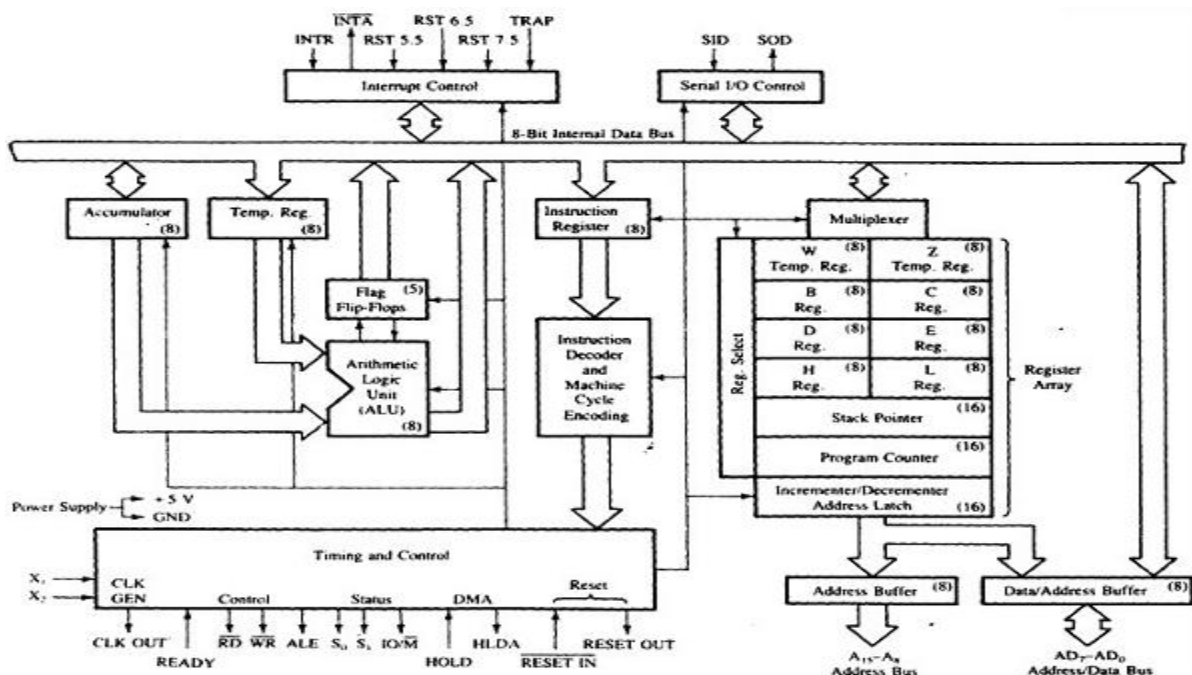 INTA RST 6.5 TRAP
INTR RST 5.5 RST 7.5 SID SOD
Interrupt Control Serial I/O Control
8-Bit Internal Data Bus
Accumulator (8)
Temp. Reg. (8)
Instruction
Register (8)
Multiplexer
W (8) Z (8)
Temp. Reg. Temp. Reg.
B (8) C (8)
Reg. Reg.
D (8) E (8)
Reg. Reg.
H (8) L (8)
Reg. Reg.
Stack Pointer (16)
Program Counter (16)
Incrementer/Decrementer
Address Latch (16)
Reg. Select
Register
Array
Flag (5)
Flip-Flops
Arithmetic
Logic
Unit
(ALU)
(8)
Instruction
Decoder
and
Machine
Cycle
Encoding
Power Supply +5 V
GND
Timing and Control
X₁ CLK
X₂ GEN
Control Status DMA Reset
CLK OUT RD WR ALE S₀ S₁ IO/M HLDA RESET OUT
READY HOLD RESET IN
Address Buffer (8) Data/Address Buffer (8)
A₁₅–A₈ AD₇–AD₀
Address Bus Address/Data Bus